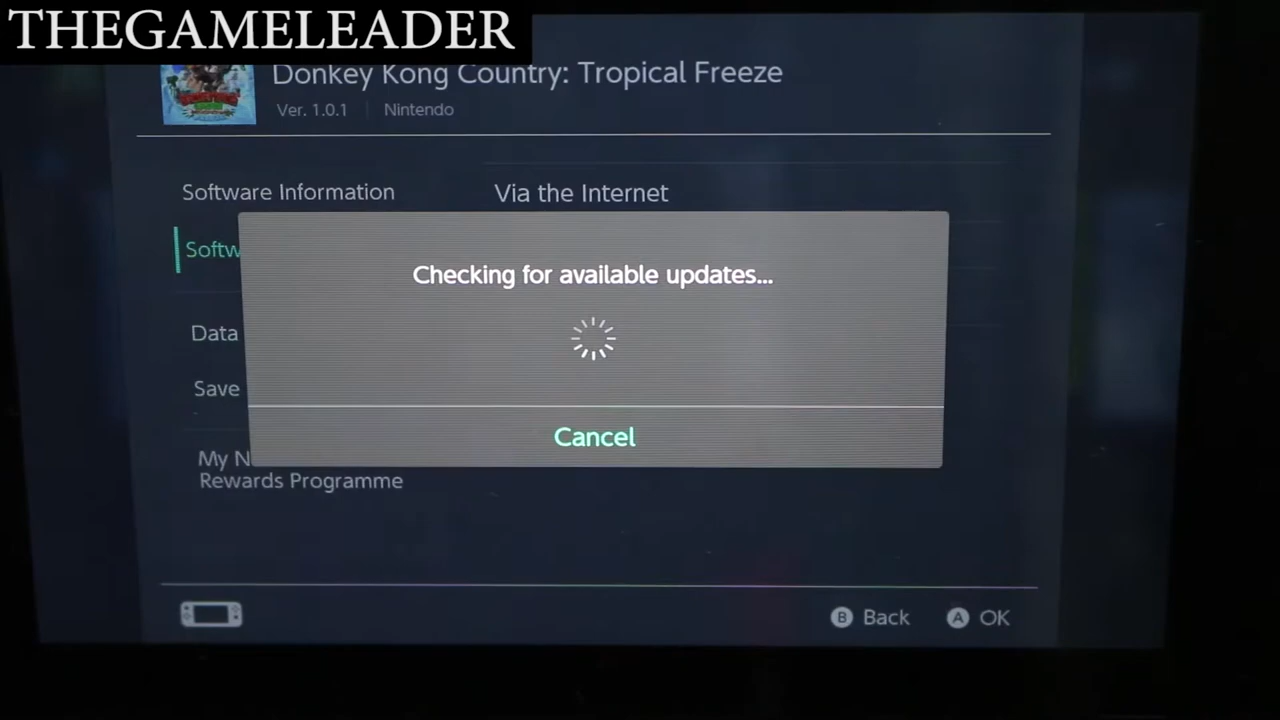 THEGAMELEADER
Donkey Kong Country: Tropical Freeze
Ver. 1.0.1 | Nintendo
Software Information
Via the Internet
Softw
Checking for available updates...
Data
Save
Cancel
My N
Rewards Programme
B Back
A OK